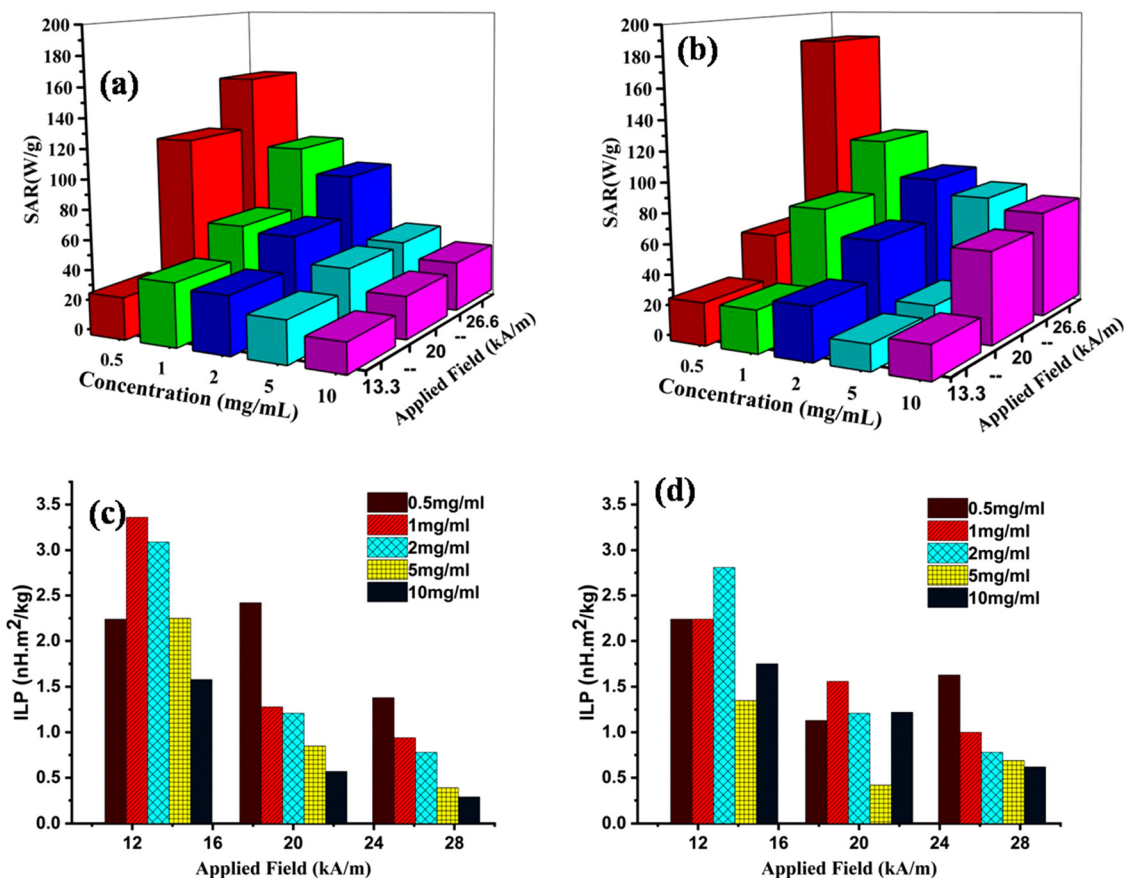 (a)
200
180
160
140
120
100
80
60
40
20
0
SAR(W/g)
0.5
1
2
5
10
Concentration (mg/mL)
13.3
--
20
--
26.6
Applied Field (kA/m)
(b)
200
180
160
140
120
100
80
60
40
20
0
SAR(W/g)
0.5
1
2
5
10
Concentration (mg/mL)
13.3
--
20
--
26.6
Applied Field (kA/m)
(c)
3.5
3.0
2.5
2.0
1.5
1.0
0.5
0.0
ILP (nH.m²/kg)
0.5mg/ml
1mg/ml
2mg/ml
5mg/ml
10mg/ml
12 16 20 24 28
Applied Field (kA/m)
(d)
3.5
3.0
2.5
2.0
1.5
1.0
0.5
0.0
ILP (nH.m²/kg)
0.5mg/ml
1mg/ml
2mg/ml
5mg/ml
10mg/ml
12 16 20 24 28
Applied Field (kA/m)